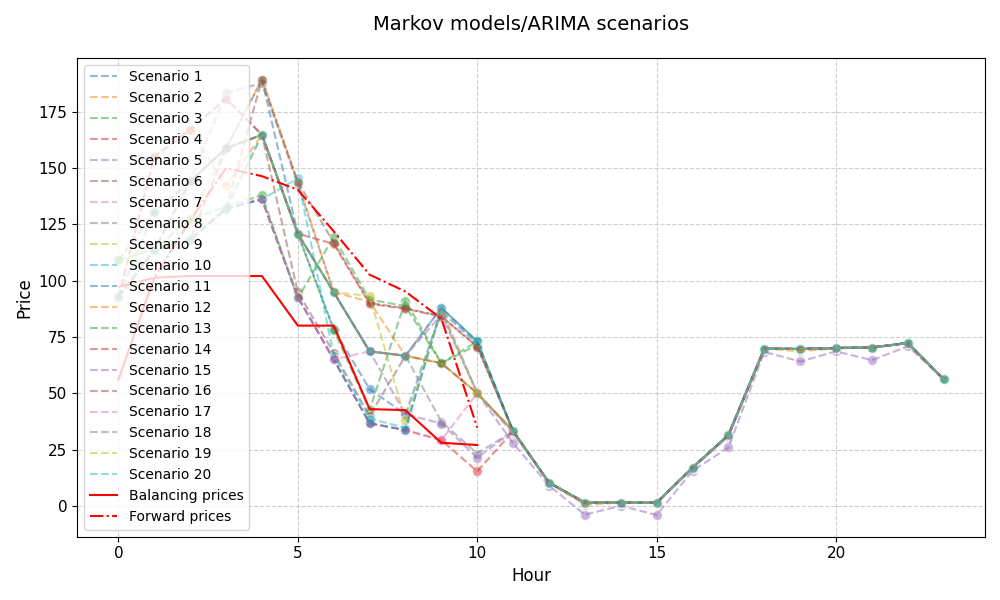 Markov models/ARIMA scenarios
Price
175
150
125
100
75
50
25
0
Scenario 1
Scenario 2
Scenario 3
Scenario 4
Scenario 5
Scenario 6
Scenario 7
Scenario 8
Scenario 9
Scenario 10
Scenario 11
Scenario 12
Scenario 13
Scenario 14
Scenario 15
Scenario 16
Scenario 17
Scenario 18
Scenario 19
Scenario 20
Balancing prices
Forward prices
0 5 10 15 20
Hour